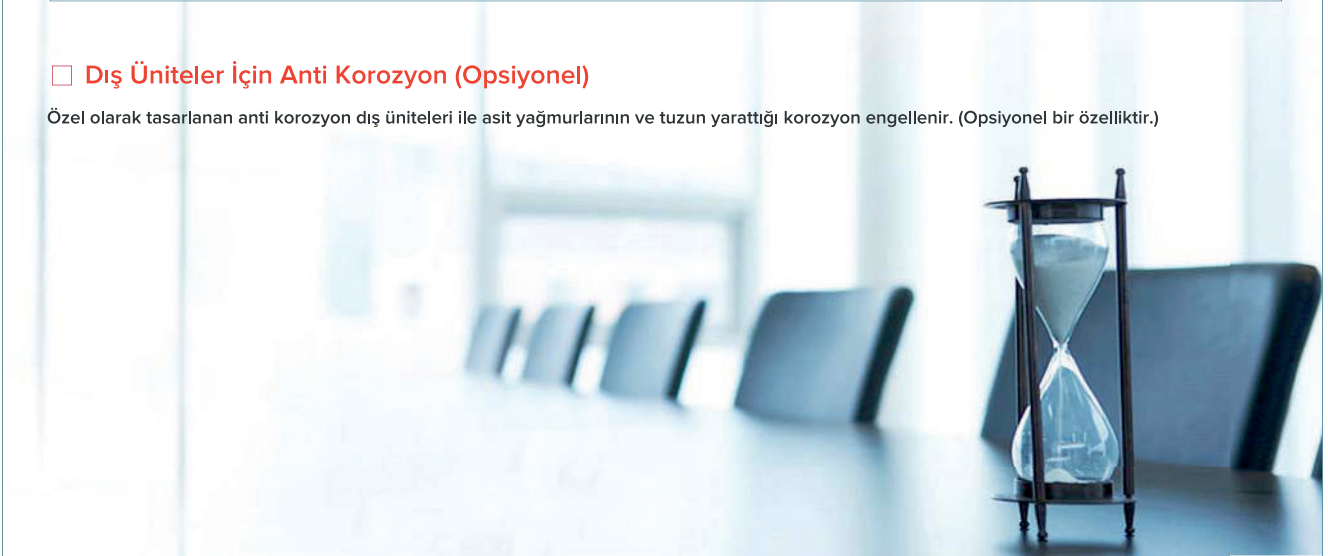 Dış Üniteler İçin Anti Korozyon (Opsiyonel)
Özel olarak tasarlanan anti korozyon dış üniteleri ile asit yağmurlarının ve tuzun yarattığı korozyon engellenir. (Opsiyonel bir özelliktir.)